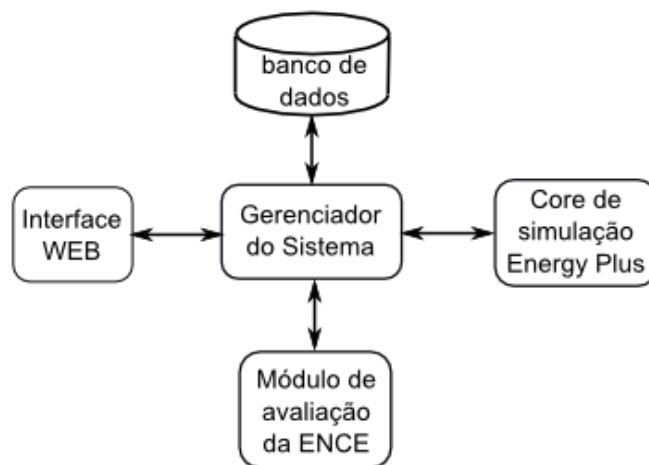 banco de
dados
Interface
WEB
Gerenciador
do Sistema
Core de
simulação
Energy Plus
Módulo de
avaliação
da ENCE